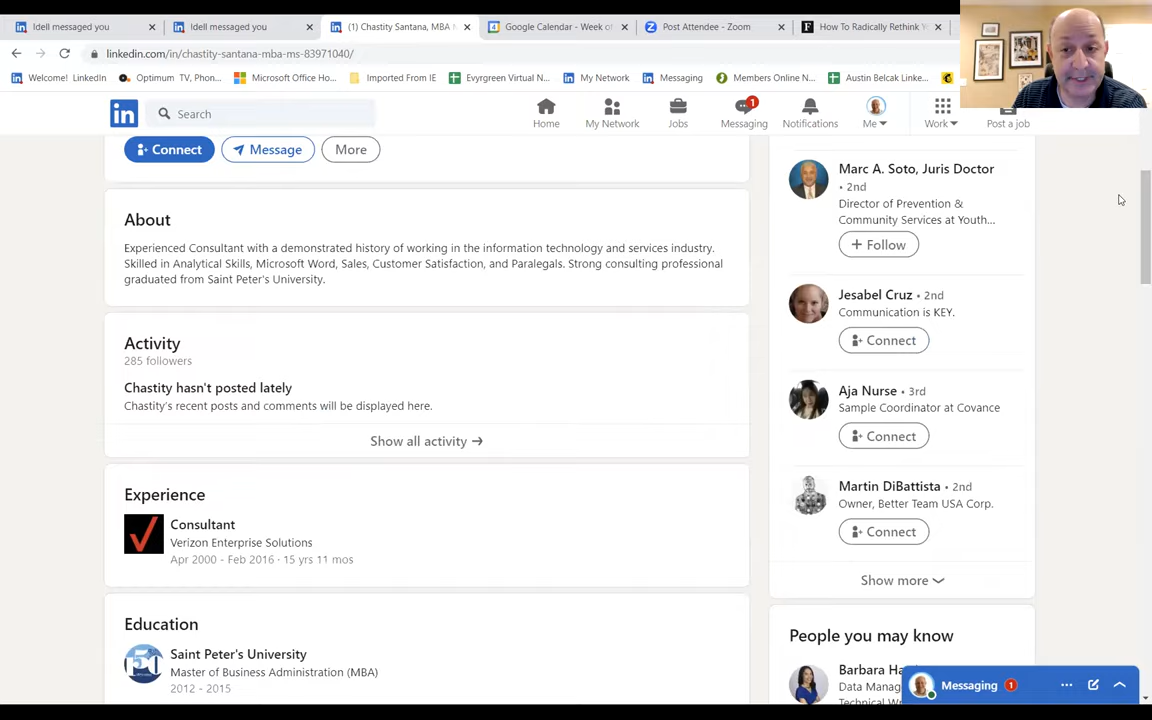 Idell messaged you
Idell messaged you
(1) Chastity Santana, MBA
Google Calendar - Week of
Post Attendee - Zoom
How To Radically Rethink
linkedin.com/in/chastity-santana-mba-ms-83971040/
Welcome! LinkedIn
Optimum TV, Phon...
Microsoft Office Ho...
Imported From IE
Evyrgreen Virtual N...
My Network
Messaging
Members Online N...
Austin Belcak Linke...
in
Search
Home
My Network
Jobs
1
Messaging
Notifications
Me
Work
Post a job
Connect
Message
More
About
Experienced Consultant with a demonstrated history of working in the information technology and services industry.
Skilled in Analytical Skills, Microsoft Word, Sales, Customer Satisfaction, and Paralegals. Strong consulting professional
graduated from Saint Peter's University.
Activity
285 followers
Chastity hasn't posted lately
Chastity's recent posts and comments will be displayed here.
Show all activity →
Experience
Consultant
Verizon Enterprise Solutions
Apr 2000 - Feb 2016 · 15 yrs 11 mos
Education
Saint Peter's University
Master of Business Administration (MBA)
2012 - 2015
Marc A. Soto, Juris Doctor
• 2nd
Director of Prevention &
Community Services at Youth...
+ Follow
Jesabel Cruz • 2nd
Communication is KEY.
Connect
Aja Nurse • 3rd
Sample Coordinator at Covance
Connect
Martin DiBattista • 2nd
Owner, Better Team USA Corp.
Connect
Show more
People you may know
Barbara
Data Manag
Technical
Messaging 1